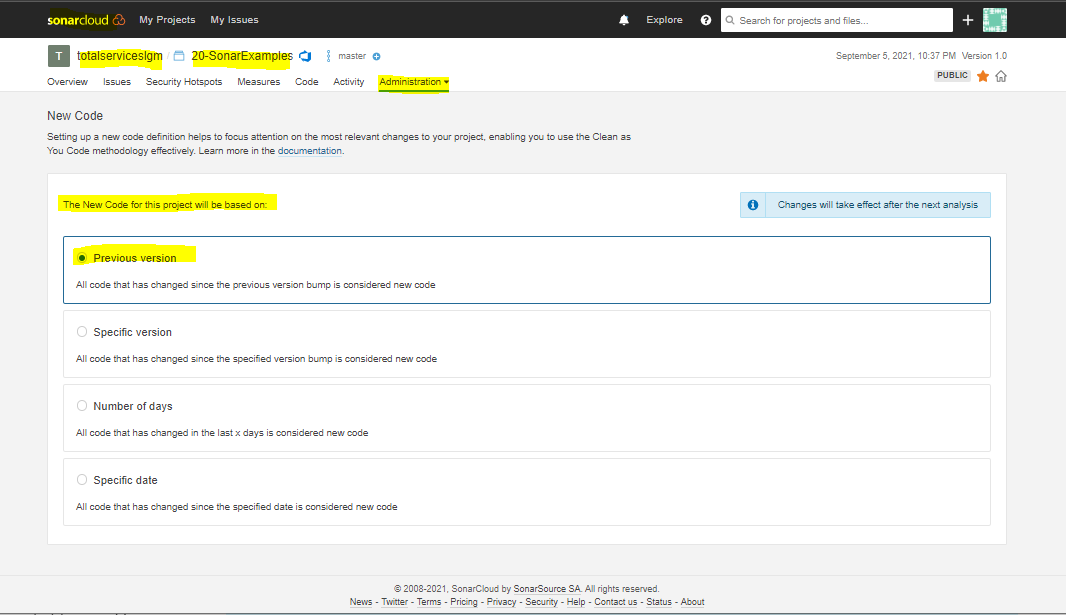 sonarcloud My Projects My Issues Explore Search for projects and files...
T totalserviceslgm / 20-SonarExamples master September 5, 2021, 10:37 PM Version 1.0
Overview Issues Security Hotspots Measures Code Activity Administration PUBLIC
New Code
Setting up a new code definition helps to focus attention on the most relevant changes to your project, enabling you to use the Clean as
You Code methodology effectively. Learn more in the documentation.
The New Code for this project will be based on: Changes will take effect after the next analysis
Previous version
All code that has changed since the previous version bump is considered new code
Specific version
All code that has changed since the specified version bump is considered new code
Number of days
All code that has changed in the last x days is considered new code
Specific date
All code that has changed since the specified date is considered new code
© 2008-2021, SonarCloud by SonarSource SA. All rights reserved.
News - Twitter - Terms - Pricing - Privacy - Security - Help - Contact us - Status - About